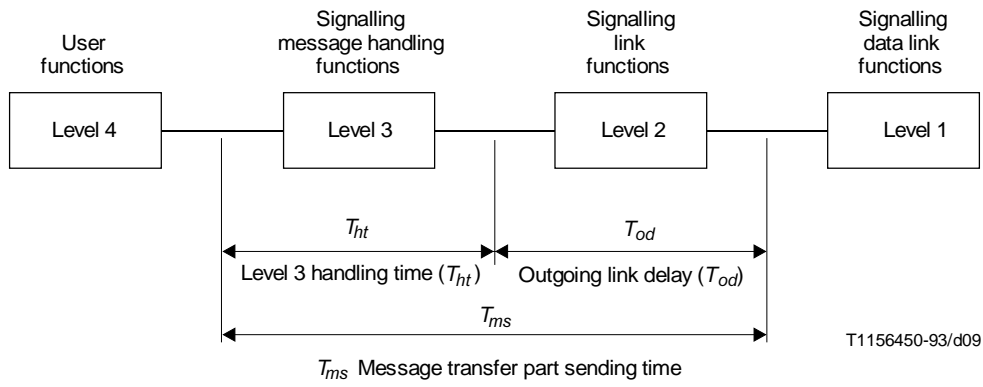 User
functions
Signalling
message handling
functions
Signalling
link
functions
Signalling
data link
functions
Level 4
Level 3
Level 2
Level 1
Tht
Tod
Level 3 handling time (Tht)
Outgoing link delay (Tod)
Tms
T1156450-93/d09
Tms Message transfer part sending time